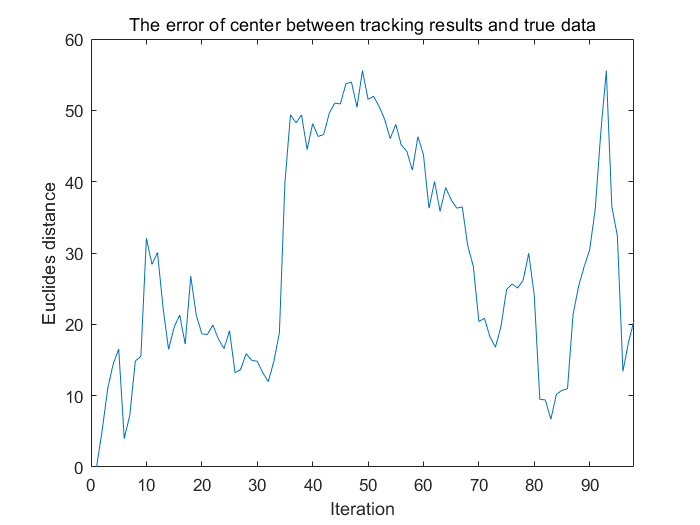 The error of center between tracking results and true data
60
50
40
30
20
10
0
Euclides distance
0 10 20 30 40 50 60 70 80 90
Iteration